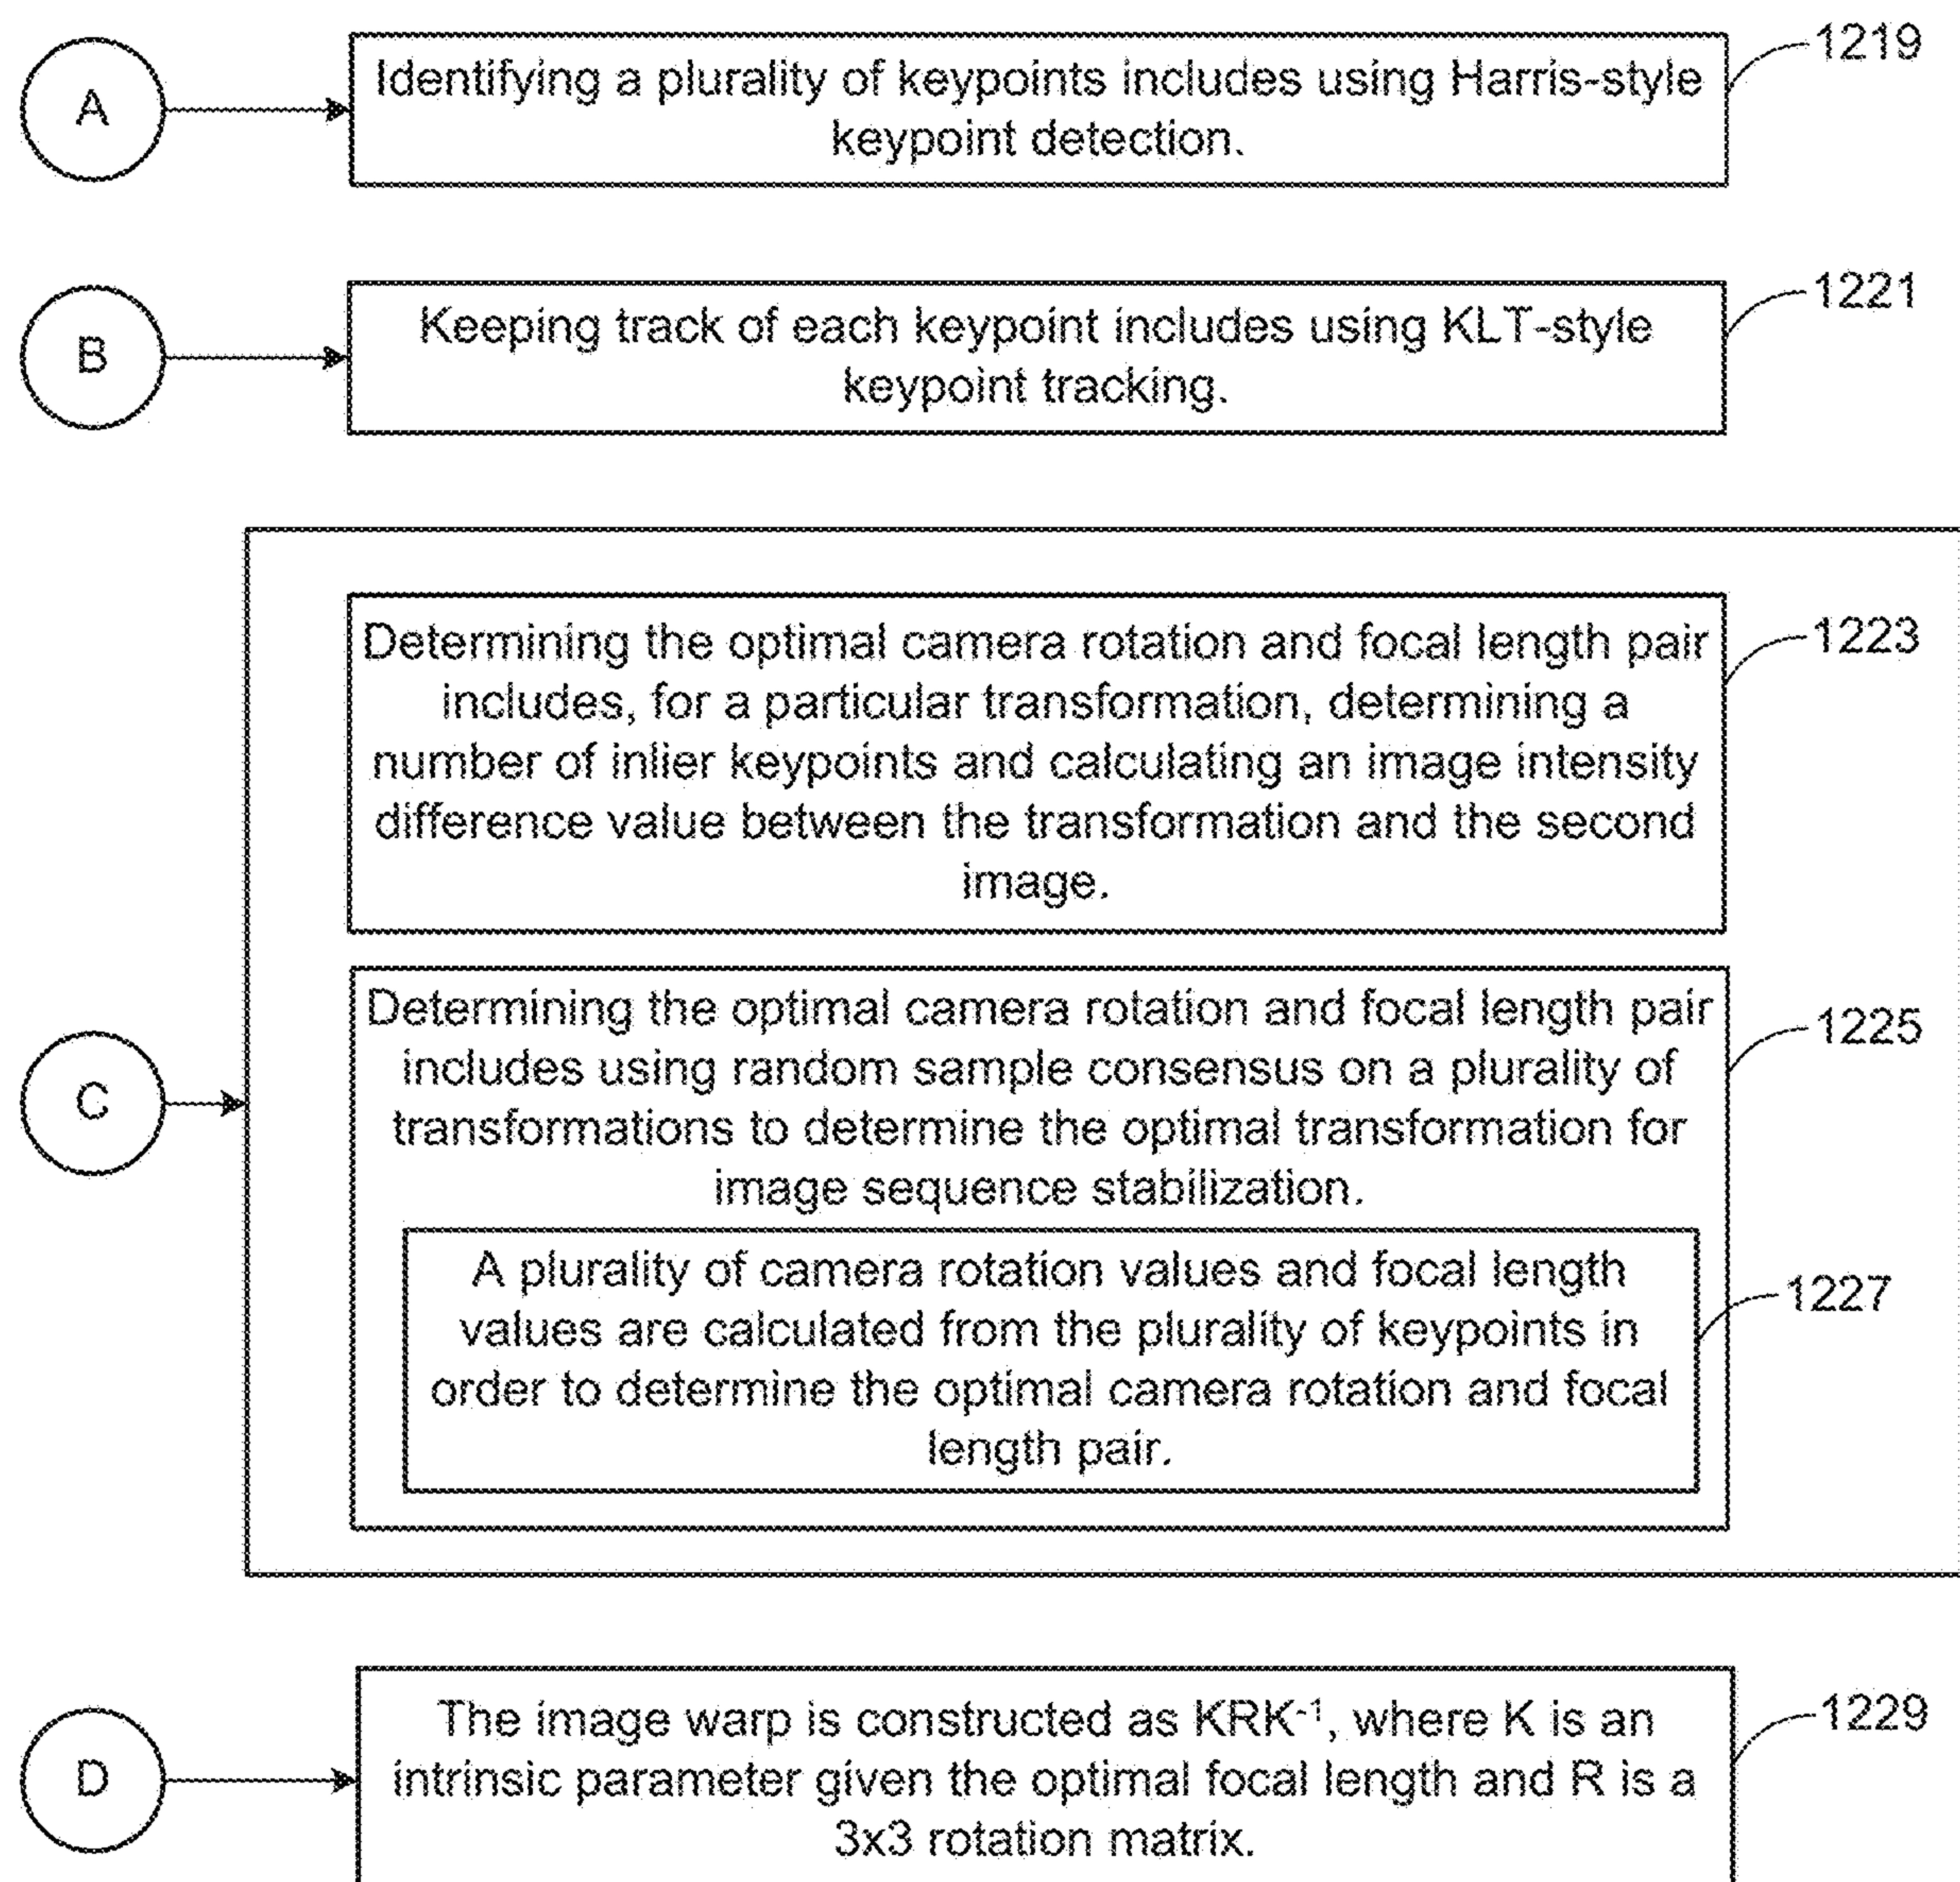 A
Identifying a plurality of keypoints includes using Harris-style
keypoint detection.
1219
B
Keeping track of each keypoint includes using KLT-style
keypoint tracking.
1221
C
Determining the optimal camera rotation and focal length pair
includes, for a particular transformation, determining a
number of inlier keypoints and calculating an image intensity
difference value between the transformation and the second
image.
1223
Determining the optimal camera rotation and focal length pair
includes using random sample consensus on a plurality of
transformations to determine the optimal transformation for
image sequence stabilization.
1225
A plurality of camera rotation values and focal length
values are calculated from the plurality of keypoints in
order to determine the optimal camera rotation and focal
length pair.
1227
D
The image warp is constructed as KRK⁻¹, where K is an
intrinsic parameter given the optimal focal length and R is a
3x3 rotation matrix.
1229